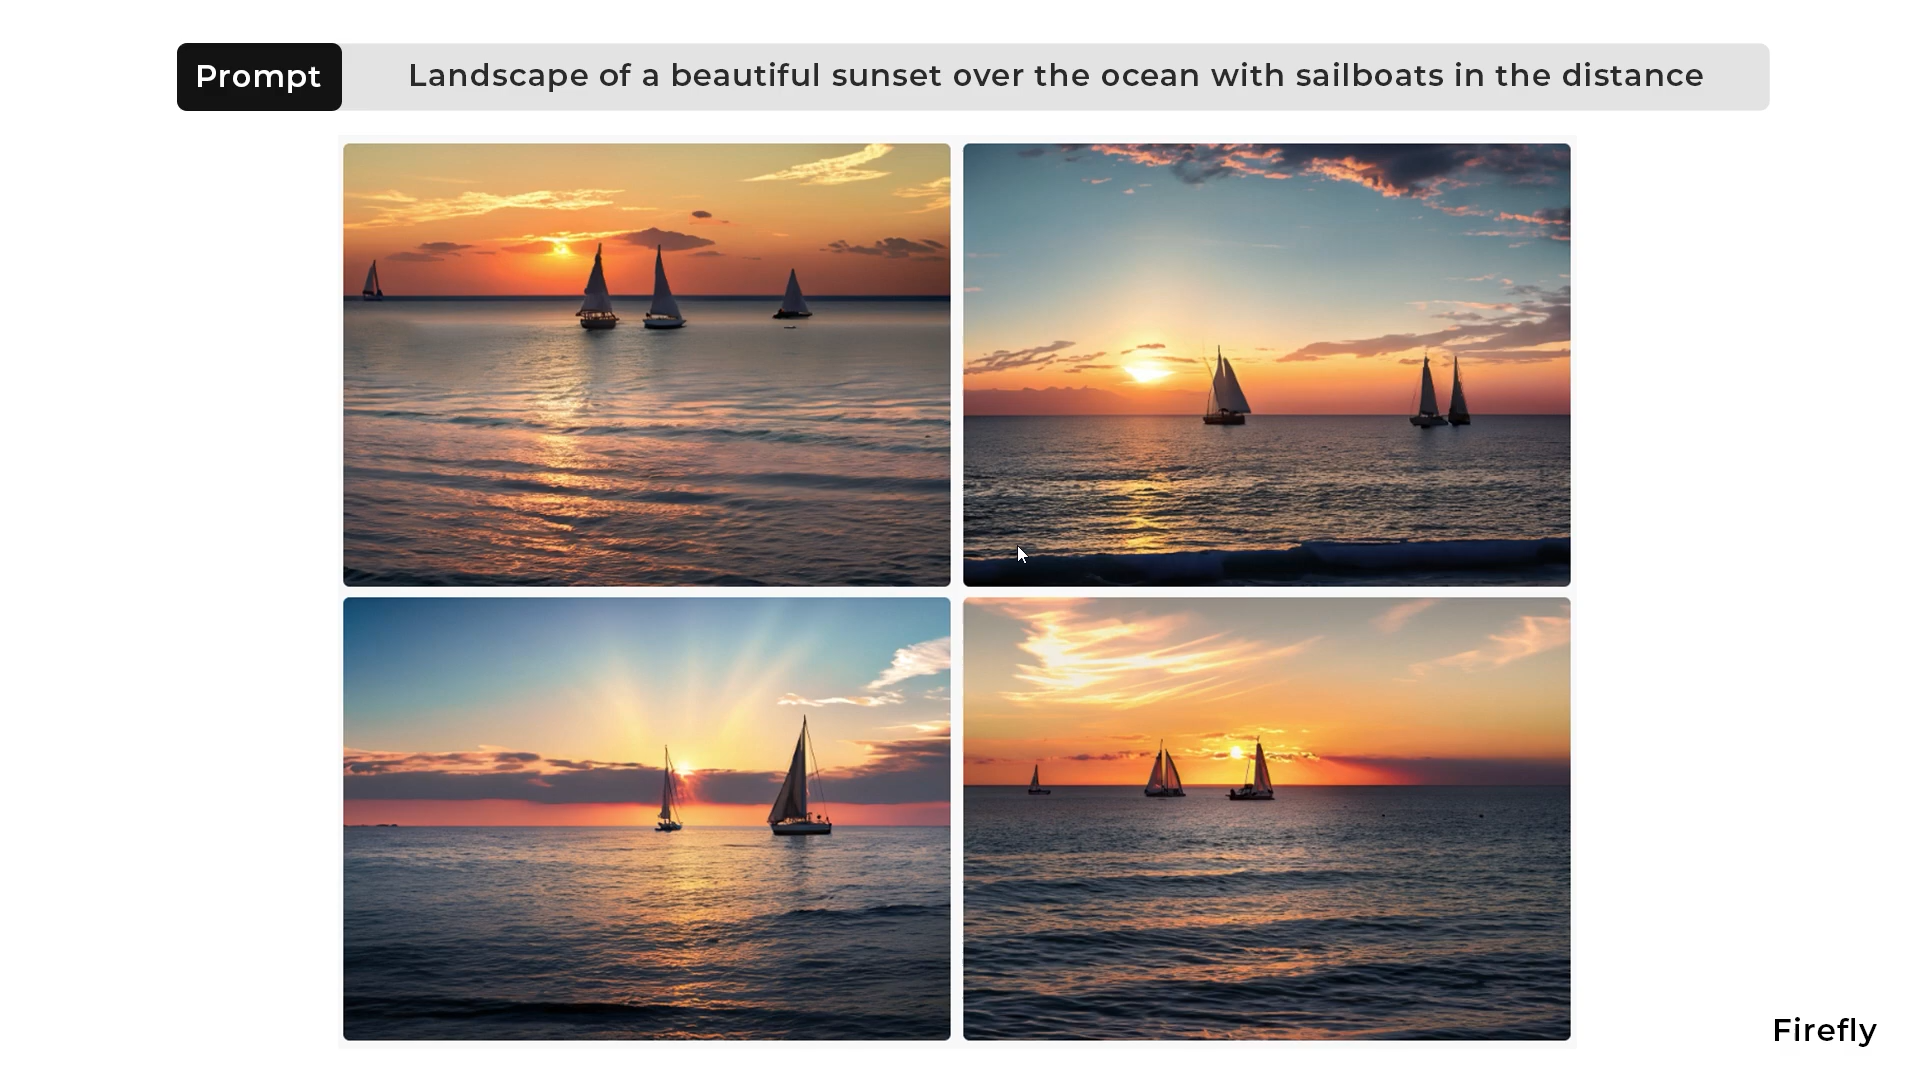 Prompt
Landscape of a beautiful sunset over the ocean with sailboats in the distance
Firefly